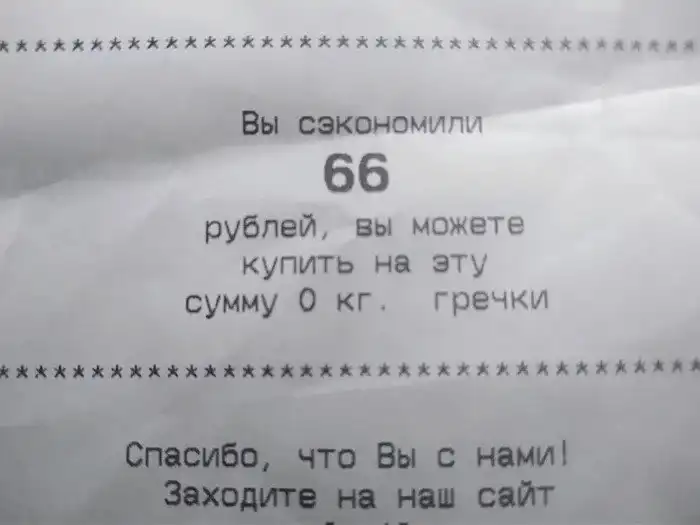 ***************************************
Вы сэкономили
66
рублей, вы можете
купить на эту
сумму 0 кг. гречки
***************************************
Спасибо, что Вы с нами!
Заходите на наш сайт